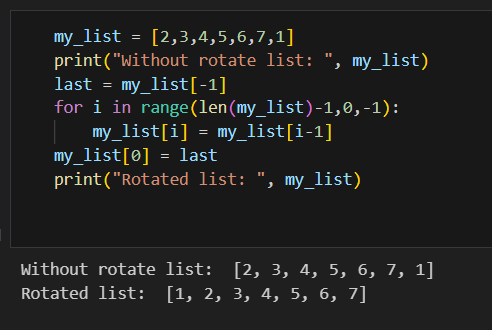 my_list = [2,3,4,5,6,7,1]
print("Without rotate list: ", my_list)
last = my_list[-1]
for i in range(len(my_list)-1,0,-1):
    my_list[i] = my_list[i-1]
my_list[0] = last
print("Rotated list: ", my_list)
Without rotate list:  [2, 3, 4, 5, 6, 7, 1]
Rotated list:  [1, 2, 3, 4, 5, 6, 7]